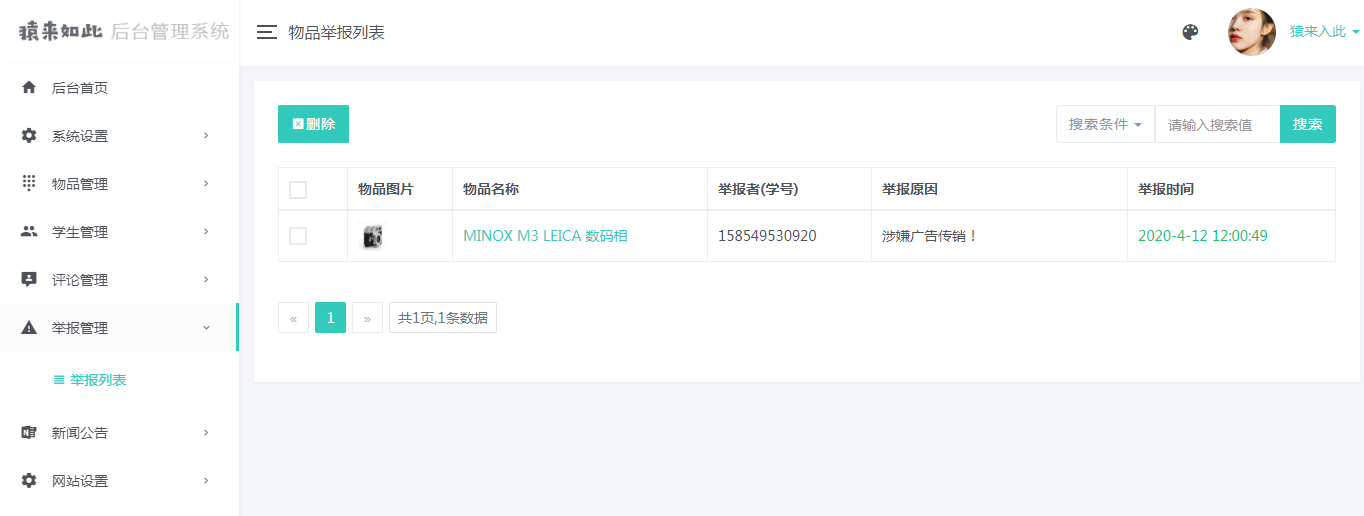 猿来如此 后台管理系统
物品举报列表
猿来入此
后台首页
系统设置
物品管理
学生管理
评论管理
举报管理
举报列表
新闻公告
网站设置
删除
搜索条件 请输入搜索值 搜索
物品图片 物品名称 举报者(学号) 举报原因 举报时间
MINOX M3 LEICA 数码相 158549530920 涉嫌广告传销！ 2020-4-12 12:00:49
« 1 » 共1页,1条数据